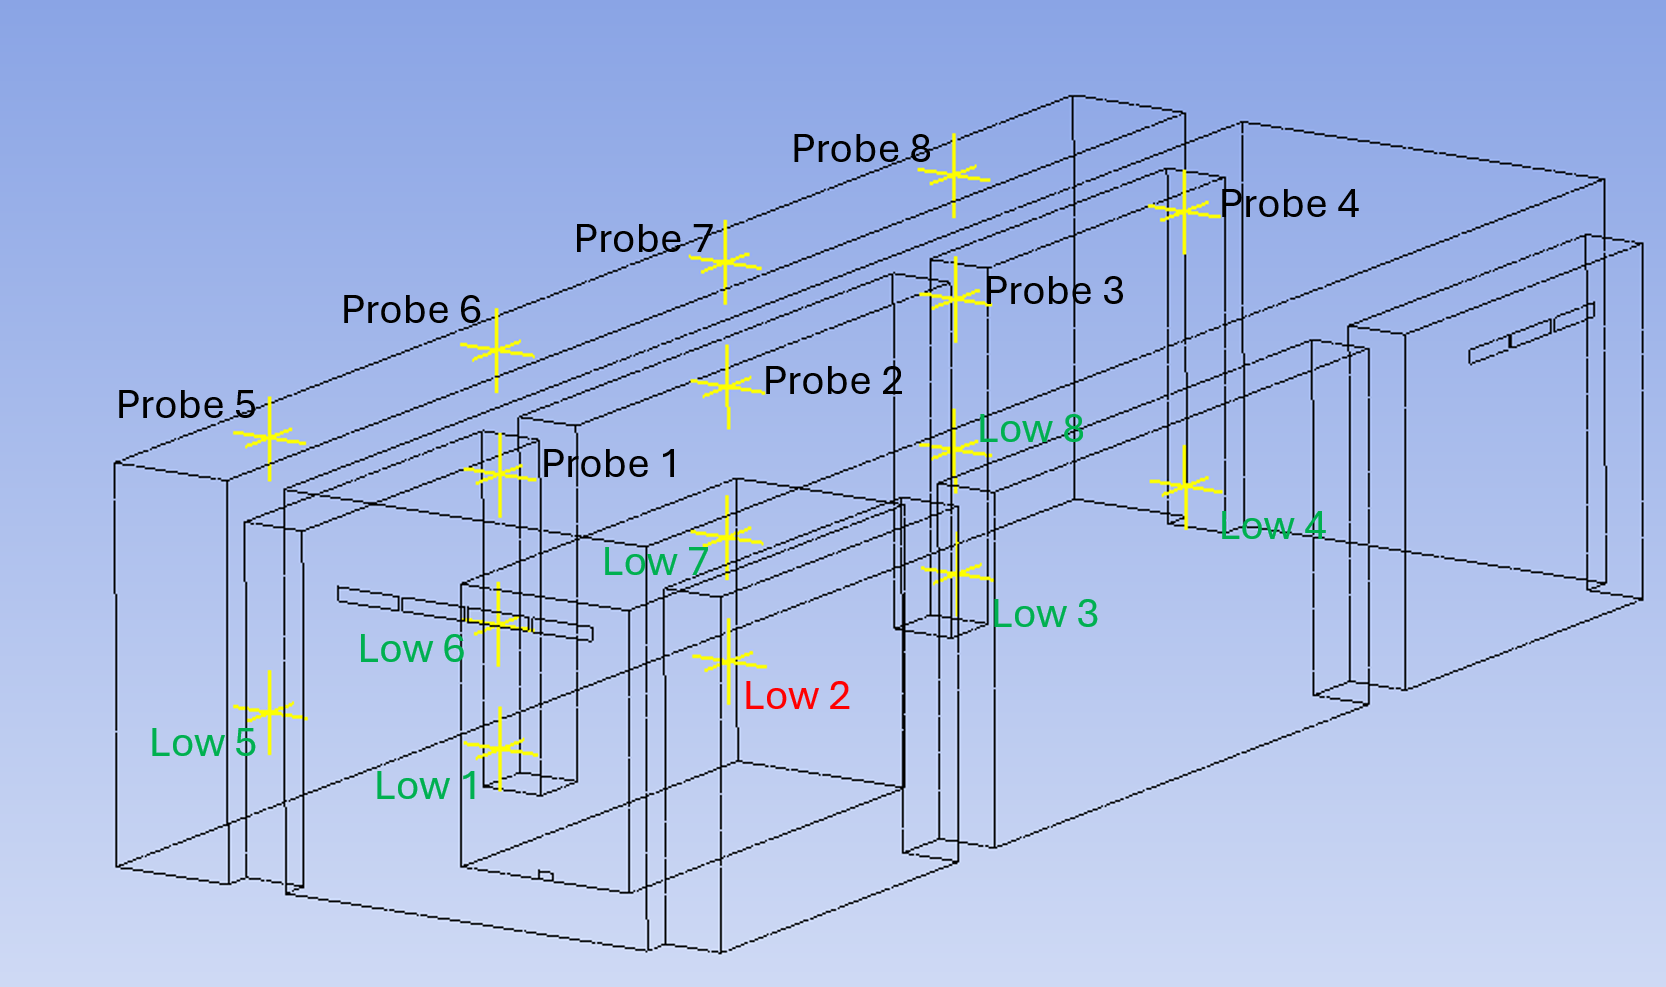 Probe 8
Probe 4
Probe 7
Probe 3
Probe 6
Probe 2
Probe 5
Low 8
Probe 1
Low 4
Low 7
Low 3
Low 6
Low 2
Low 5
Low 1